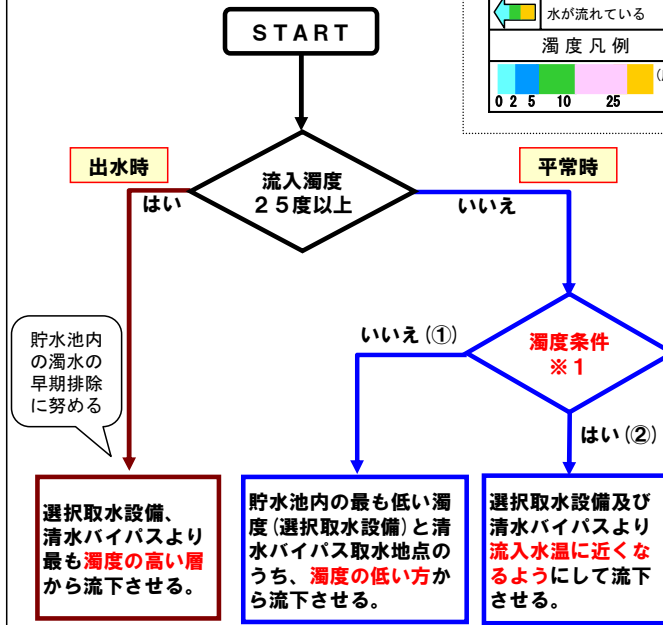 水が流れている
濁度凡例
0 2 5 10 25
START
流入濁度
25度以上
出水時
はい
平常時
いいえ
濁度条件
※1
いいえ(①)
はい(②)
貯水池内
の濁水の
早期排除
に努める
選択取水設備、
清水バイパスより
最も濁度の高い層
から流下させる。
貯水池内の最も低い濁
度(選択取水設備)と清
水バイパス取水地点の
うち、濁度の低い方か
ら流下させる。
選択取水設備及び
清水バイパスより
流入水温に近くな
るようにして流下
させる。